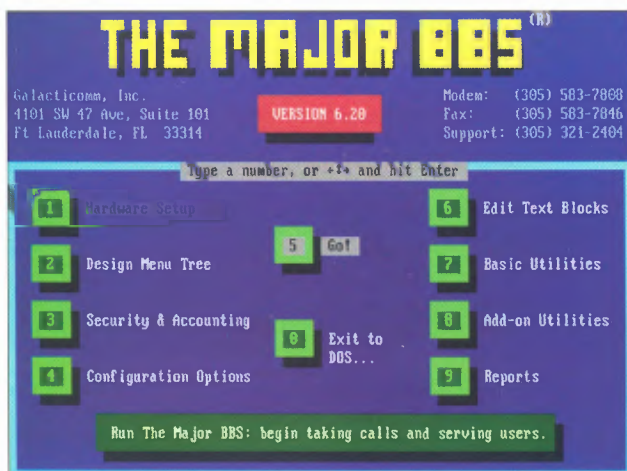 THE MAJOR BBS (R)
Galacticomm, Inc.
4101 SW 47 Ave, Suite 101
Ft Lauderdale, FL 33314
VERSION 6.20
Modem: (305) 583-7808
Fax: (305) 583-7846
Support: (305) 321-2404
Type a number, or ←↕→ and hit Enter
1 Hardware Setup
2 Design Menu Tree
3 Security & Accounting
4 Configuration Options
5 Go!
0 Exit to
DOS...
6 Edit Text Blocks
7 Basic Utilities
8 Add-on Utilities
9 Reports
Run The Major BBS: begin taking calls and serving users.